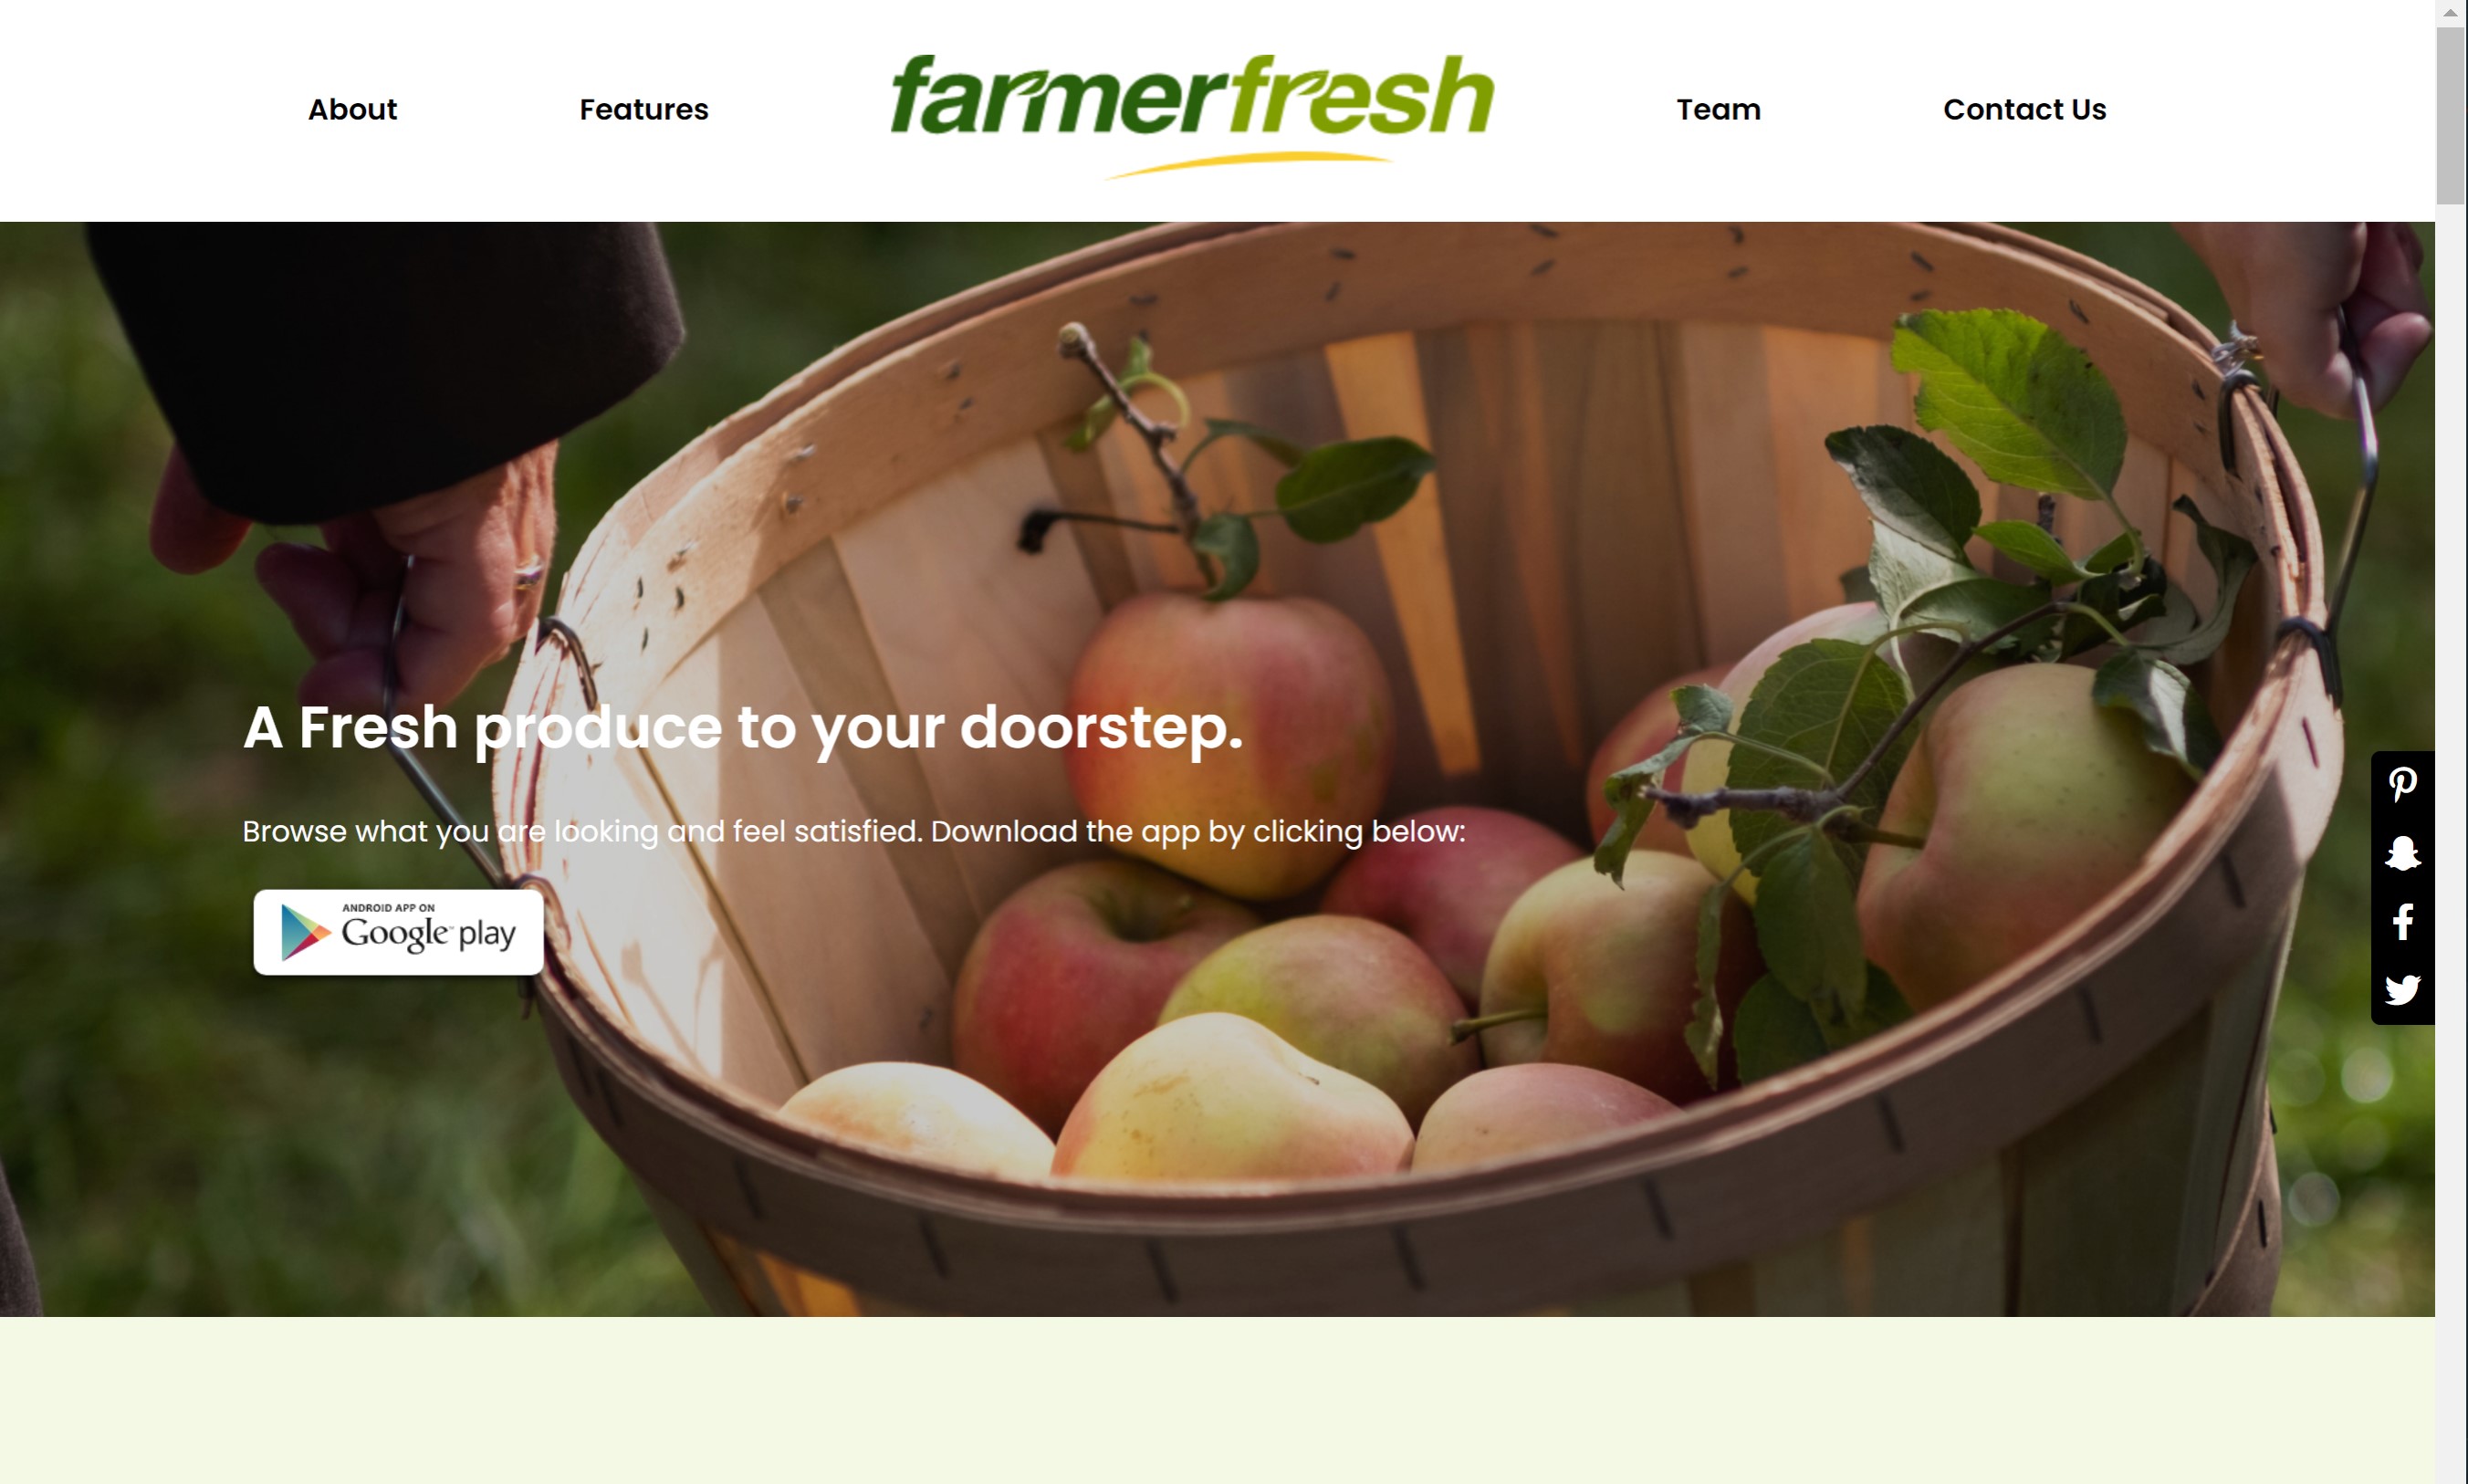 About
Features
farmerfresh
Team
Contact Us
A Fresh produce to your doorstep.
Browse what you are looking and feel satisfied. Download the app by clicking below:
ANDROID APP ON
Google play